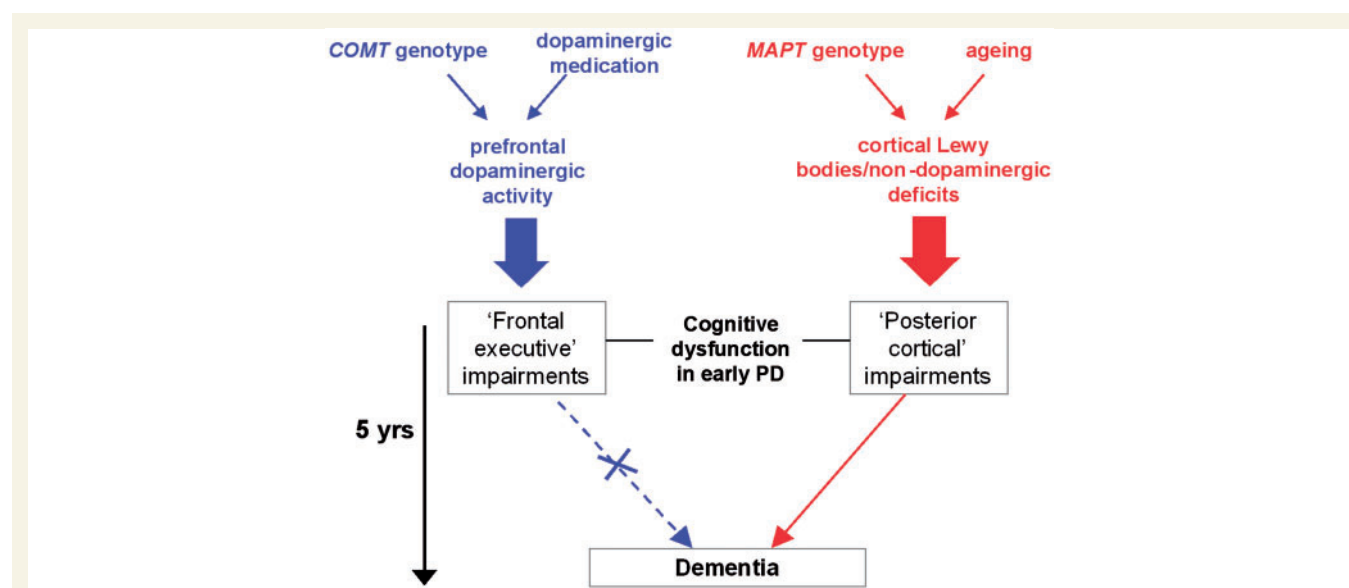 COMT genotype
dopaminergic
medication
MAPT genotype
ageing
prefrontal
dopaminergic
activity
cortical Lewy
bodies/non-dopaminergic
deficits
'Frontal
executive'
impairments
Cognitive
dysfunction
in early PD
'Posterior
cortical'
impairments
5 yrs
Dementia